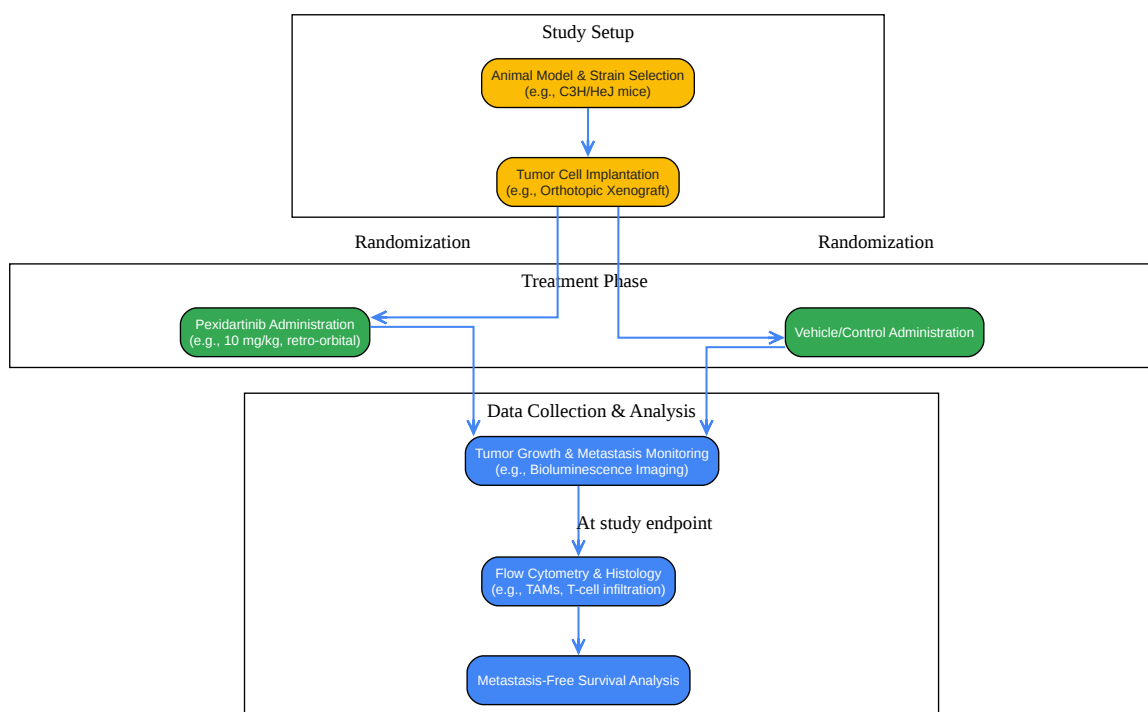 Study Setup
Animal Model & Strain Selection
(e.g., C3H/HeJ mice)
Tumor Cell Implantation
(e.g., Orthotopic Xenograft)
Randomization
Randomization
Treatment Phase
Pexidartinib Administration
(e.g., 10 mg/kg, retro-orbital)
Vehicle/Control Administration
Data Collection & Analysis
Tumor Growth & Metastasis Monitoring
(e.g., Bioluminescence Imaging)
At study endpoint
Flow Cytometry & Histology
(e.g., TAMs, T-cell infiltration)
Metastasis-Free Survival Analysis